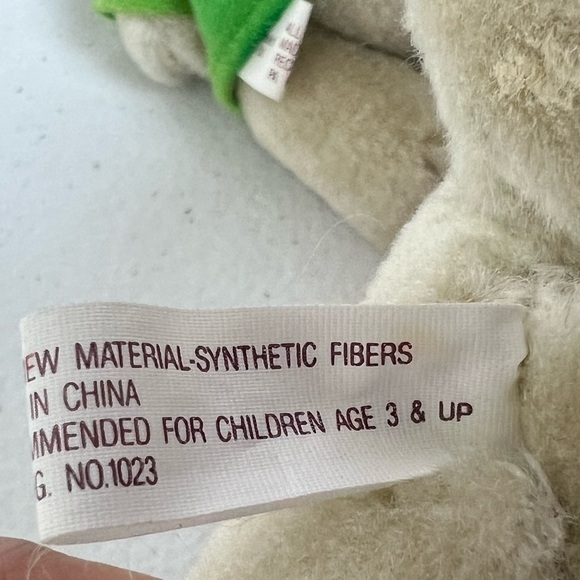 EW MATERIAL-SYNTHETIC FIBERS
IN CHINA
MMENDED FOR CHILDREN AGE 3 & UP
G. NO.1023